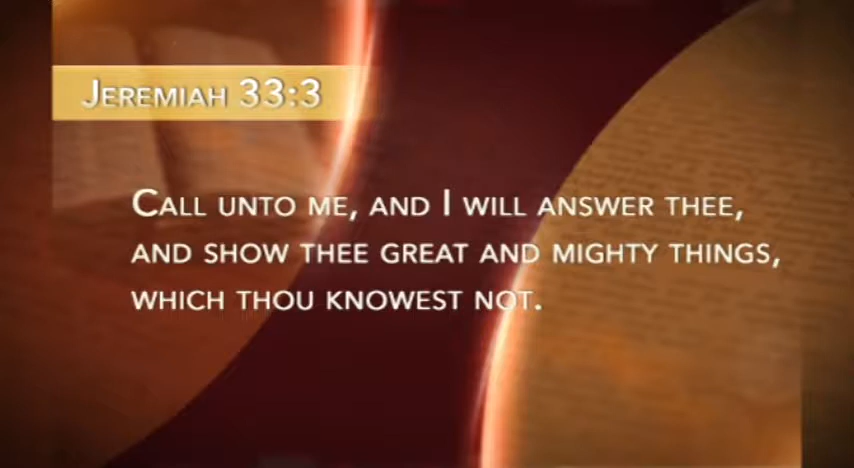 Jeremiah 33:3
Call unto me, and I will answer thee,
and show thee great and mighty things,
which thou knowest not.